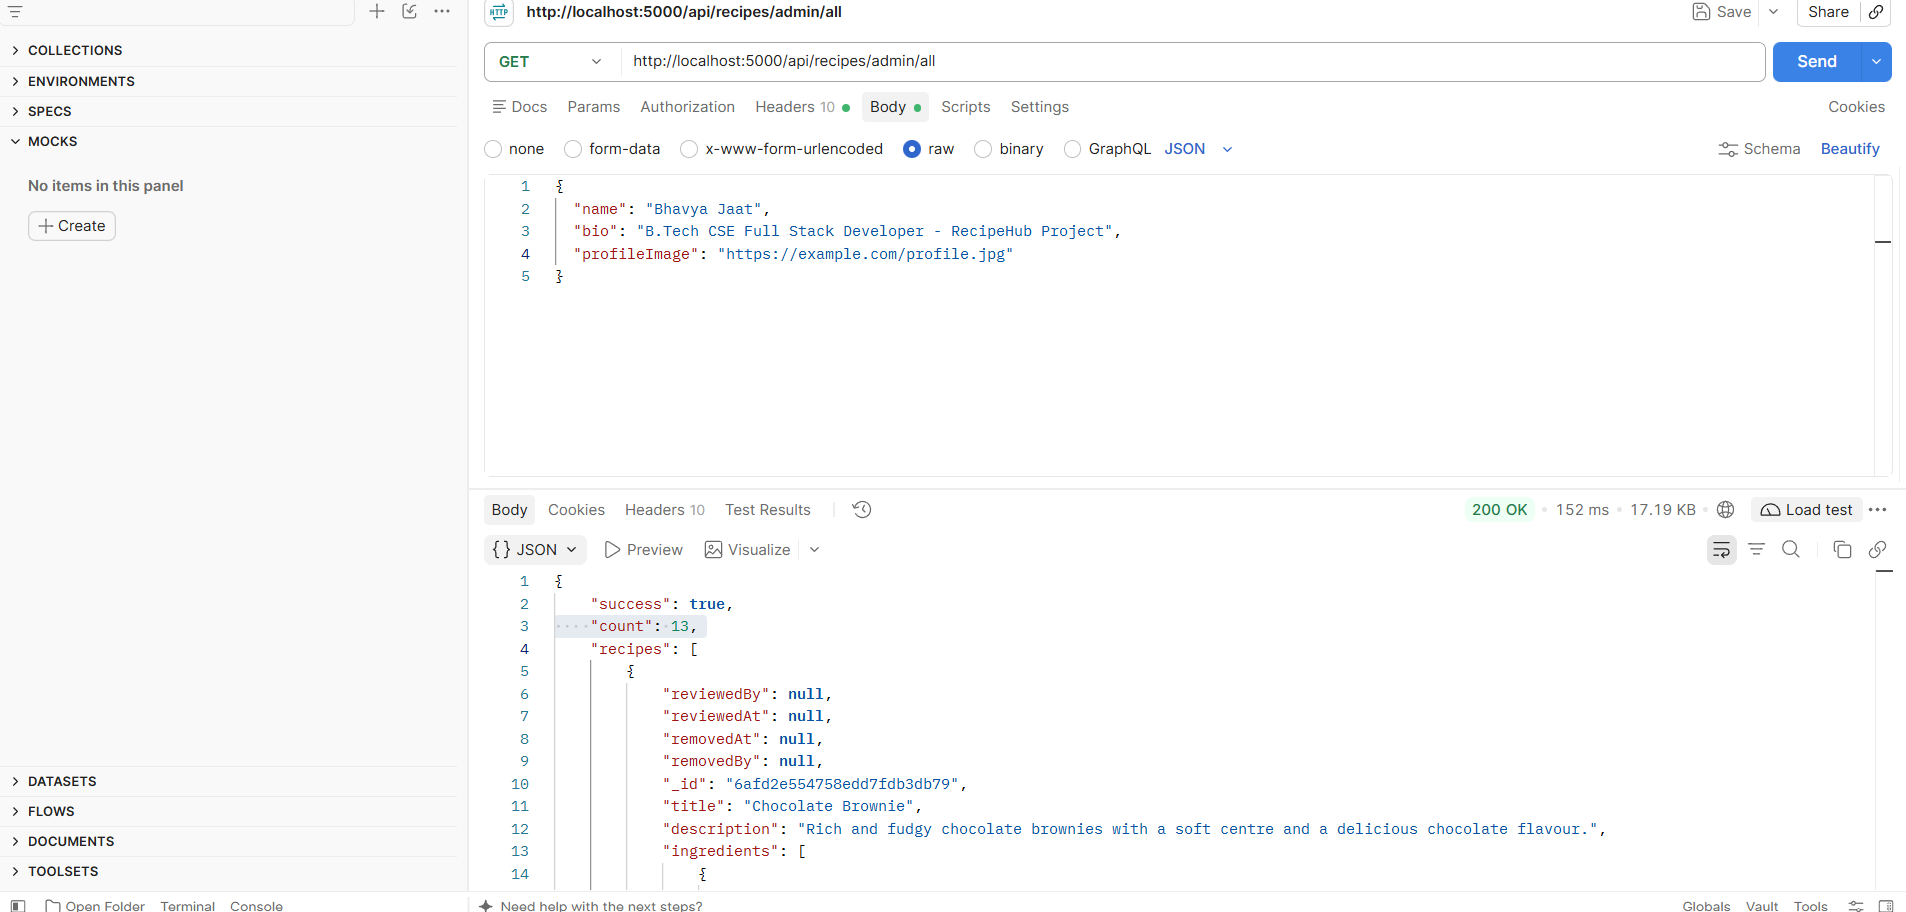 HTTP http://localhost:5000/api/recipes/admin/all Save Share
GET http://localhost:5000/api/recipes/admin/all Send
Docs Params Authorization Headers 10 Body Scripts Settings Cookies
none form-data x-www-form-urlencoded raw binary GraphQL JSON Schema Beautify
1 {
2 "name": "Bhavya Jaat",
3 "bio": "B.Tech CSE Full Stack Developer - RecipeHub Project",
4 "profileImage": "https://example.com/profile.jpg"
5 }
COLLECTIONS
ENVIRONMENTS
SPECS
MOCKS
No items in this panel
Create
DATASETS
FLOWS
DOCUMENTS
TOOLSETS
Body Cookies Headers 10 Test Results 200 OK 152 ms 17.19 KB Load test
{} JSON Preview Visualize
1 {
2 "success": true,
3 "count": 13,
4 "recipes": [
5 {
6 "reviewedBy": null,
7 "reviewedAt": null,
8 "removedAt": null,
9 "removedBy": null,
10 "_id": "6afd2e554758edd7fdb3db79",
11 "title": "Chocolate Brownie",
12 "description": "Rich and fudgy chocolate brownies with a soft centre and a delicious chocolate flavour.",
13 "ingredients": [
14 {
Open Folder Terminal Console Need help with the next steps? Globals Vault Tools